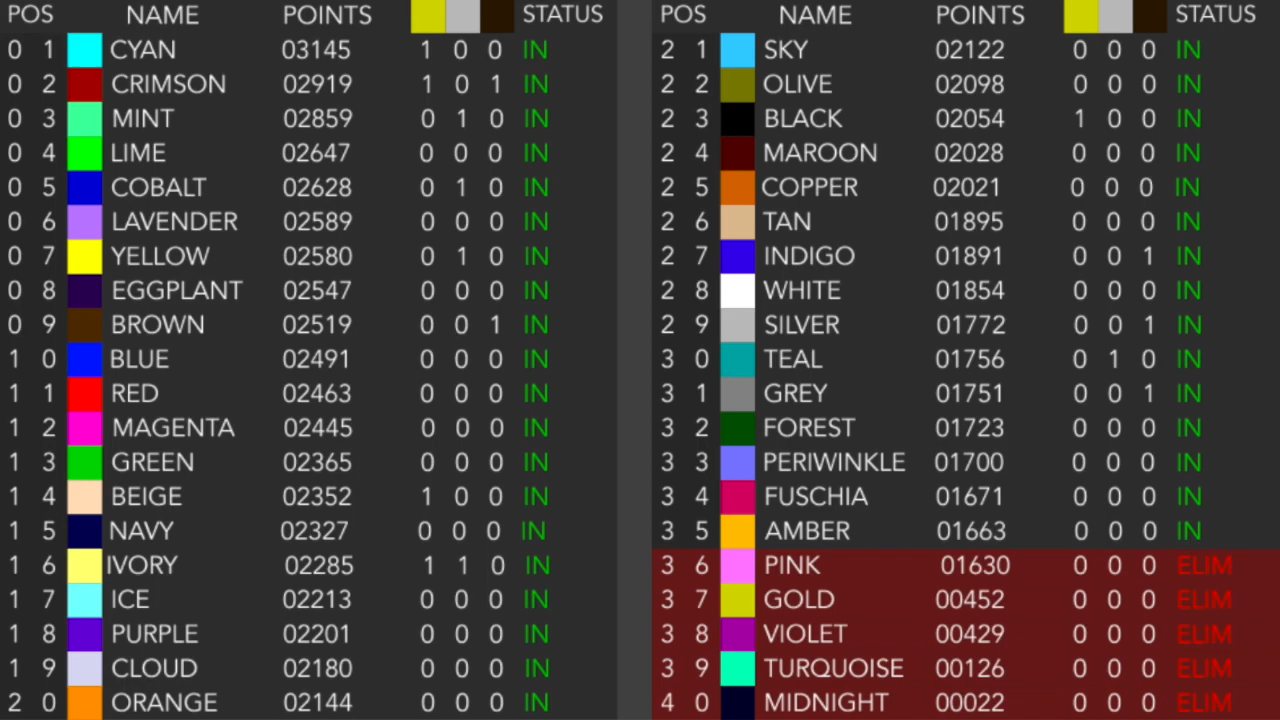 POS NAME POINTS STATUS
0 1 CYAN 03145 1 0 0 IN
0 2 CRIMSON 02919 1 0 1 IN
0 3 MINT 02859 0 1 0 IN
0 4 LIME 02647 0 0 0 IN
0 5 COBALT 02628 0 1 0 IN
0 6 LAVENDER 02589 0 0 0 IN
0 7 YELLOW 02580 0 1 0 IN
0 8 EGGPLANT 02547 0 0 0 IN
0 9 BROWN 02519 0 0 1 IN
1 0 BLUE 02491 0 0 0 IN
1 1 RED 02463 0 0 0 IN
1 2 MAGENTA 02445 0 0 0 IN
1 3 GREEN 02365 0 0 0 IN
1 4 BEIGE 02352 1 0 0 IN
1 5 NAVY 02327 0 0 0 IN
1 6 IVORY 02285 1 1 0 IN
1 7 ICE 02213 0 0 0 IN
1 8 PURPLE 02201 0 0 0 IN
1 9 CLOUD 02180 0 0 0 IN
2 0 ORANGE 02144 0 0 0 IN
POS NAME POINTS STATUS
2 1 SKY 02122 0 0 0 IN
2 2 OLIVE 02098 0 0 0 IN
2 3 BLACK 02054 1 0 0 IN
2 4 MAROON 02028 0 0 0 IN
2 5 COPPER 02021 0 0 0 IN
2 6 TAN 01895 0 0 0 IN
2 7 INDIGO 01891 0 0 1 IN
2 8 WHITE 01854 0 0 0 IN
2 9 SILVER 01772 0 0 1 IN
3 0 TEAL 01756 0 1 0 IN
3 1 GREY 01751 0 0 1 IN
3 2 FOREST 01723 0 0 0 IN
3 3 PERIWINKLE 01700 0 0 0 IN
3 4 FUSCHIA 01671 0 0 0 IN
3 5 AMBER 01663 0 0 0 IN
3 6 PINK 01630 0 0 0 ELIM
3 7 GOLD 00452 0 0 0 ELIM
3 8 VIOLET 00429 0 0 0 ELIM
3 9 TURQUOISE 00126 0 0 0 ELIM
4 0 MIDNIGHT 00022 0 0 0 ELIM